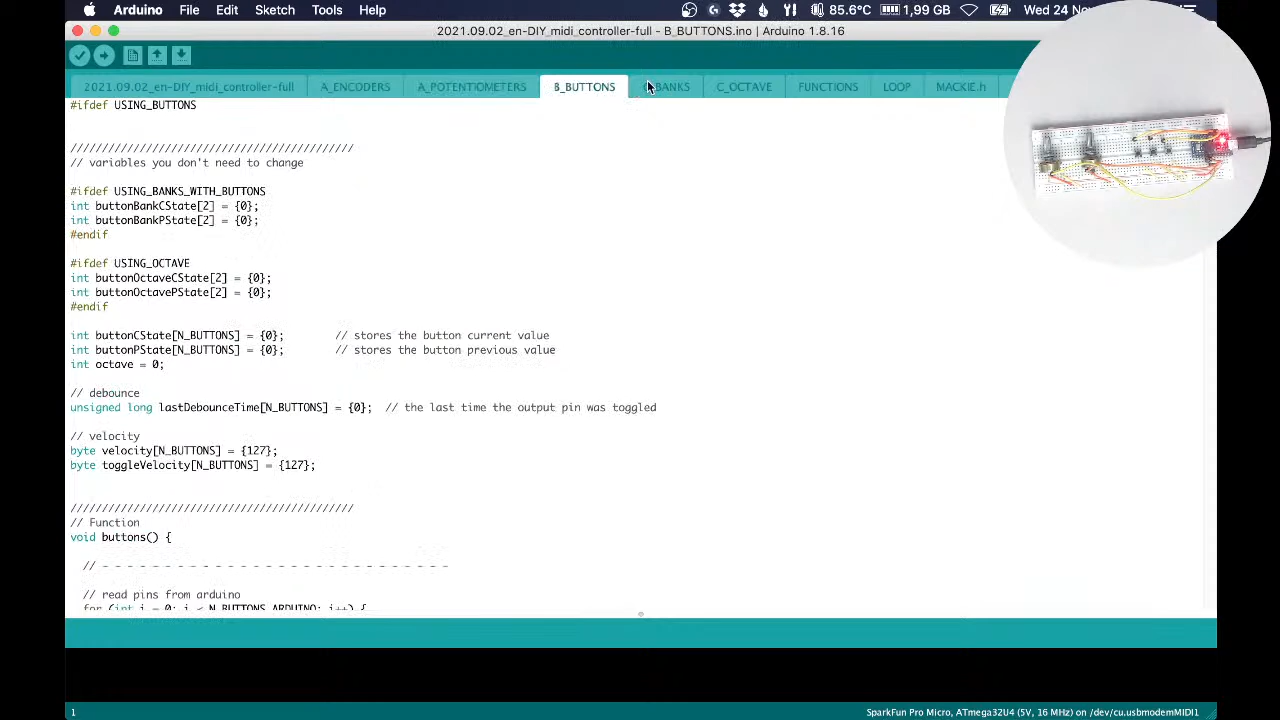 Arduino File Edit Sketch Tools Help 85.6°C 1,99 GB Wed 24 No
2021.09.02_en-DIY_midi_controller-full - B_BUTTONS.ino | Arduino 1.8.16
2021.09.02_en-DIY_midi_controller-full A_ENCODERS A_POTENTIOMETERS B_BUTTONS BANKS C_OCTAVE FUNCTIONS LOOP MACKIE.h
#ifdef USING_BUTTONS
////////////////////////////////////////////
// variables you don't need to change
#ifdef USING_BANKS_WITH_BUTTONS
int buttonBankCState[2] = {0};
int buttonBankPState[2] = {0};
#endif
#ifdef USING_OCTAVE
int buttonOctaveCState[2] = {0};
int buttonOctavePState[2] = {0};
#endif
int buttonCState[N_BUTTONS] = {0}; // stores the button current value
int buttonPState[N_BUTTONS] = {0}; // stores the button previous value
int octave = 0;
// debounce
unsigned long lastDebounceTime[N_BUTTONS] = {0}; // the last time the output pin was toggled
// velocity
byte velocity[N_BUTTONS] = {127};
byte toggleVelocity[N_BUTTONS] = {127};
////////////////////////////////////////////
// Function
void buttons() {
// - - - - - - - - - - - - - - - - - - - - - - - - - - - -
// read pins from arduino
for (int i = 0; i < N_BUTTONS_ARDUINO; i++) {
1 SparkFun Pro Micro, ATmega32U4 (5V, 16 MHz) on /dev/cu.usbmodemMIDI1